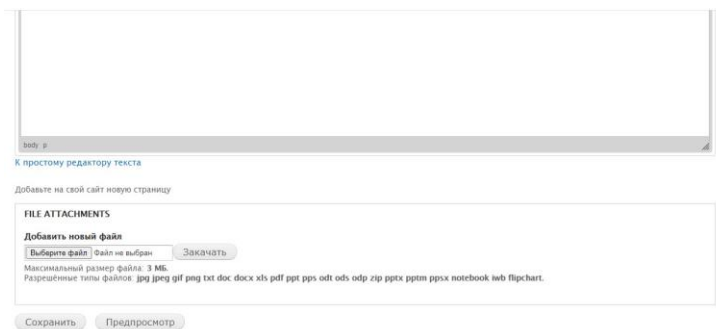 body p
К простому редактору текста
Добавьте на свой сайт новую страницу
FILE ATTACHMENTS
Добавить новый файл
Выберите файл Файл не выбран Закачать
Максимальный размер файла: 3 МБ.
Разрешённые типы файлов: jpg jpeg gif png txt doc docx xls pdf ppt pps odt ods odp zip pptx pptm ppsx notebook iwb flipchart.
Сохранить Предпросмотр